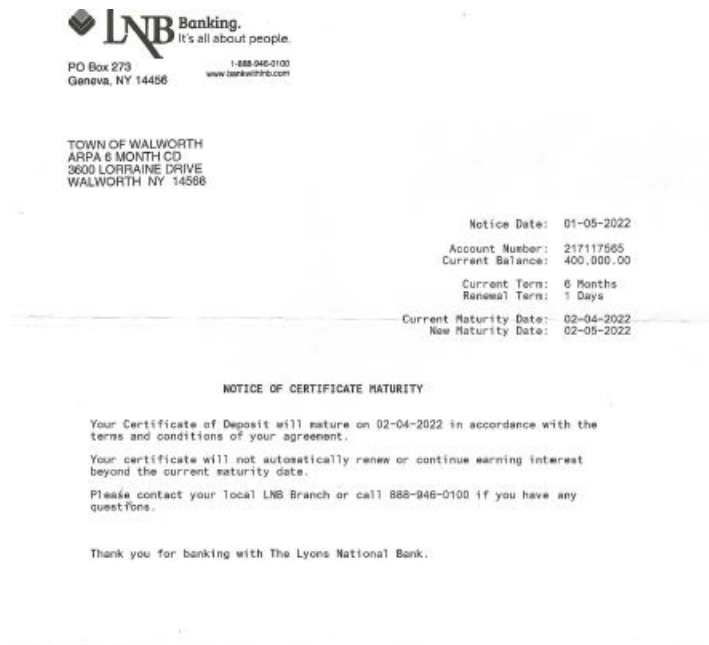 LNB Banking.
It's all about people.
PO Box 273
Geneva, NY 14456
1-888-946-0100
www.bankwithlnb.com
TOWN OF WALWORTH
ARPA 6 MONTH CD
3600 LORRAINE DRIVE
WALWORTH NY 14568
Notice Date: 01-05-2022
Account Number: 217117565
Current Balance: 400,000.00
Current Term: 6 Months
Renewal Term: 1 Days
Current Maturity Date: 02-04-2022
New Maturity Date: 02-05-2022
NOTICE OF CERTIFICATE MATURITY
Your Certificate of Deposit will mature on 02-04-2022 in accordance with the
terms and conditions of your agreement.
Your certificate will not automatically renew or continue earning interest
beyond the current maturity date.
Please contact your local LNB Branch or call 888-946-0100 if you have any
questions.
Thank you for banking with The Lyons National Bank.